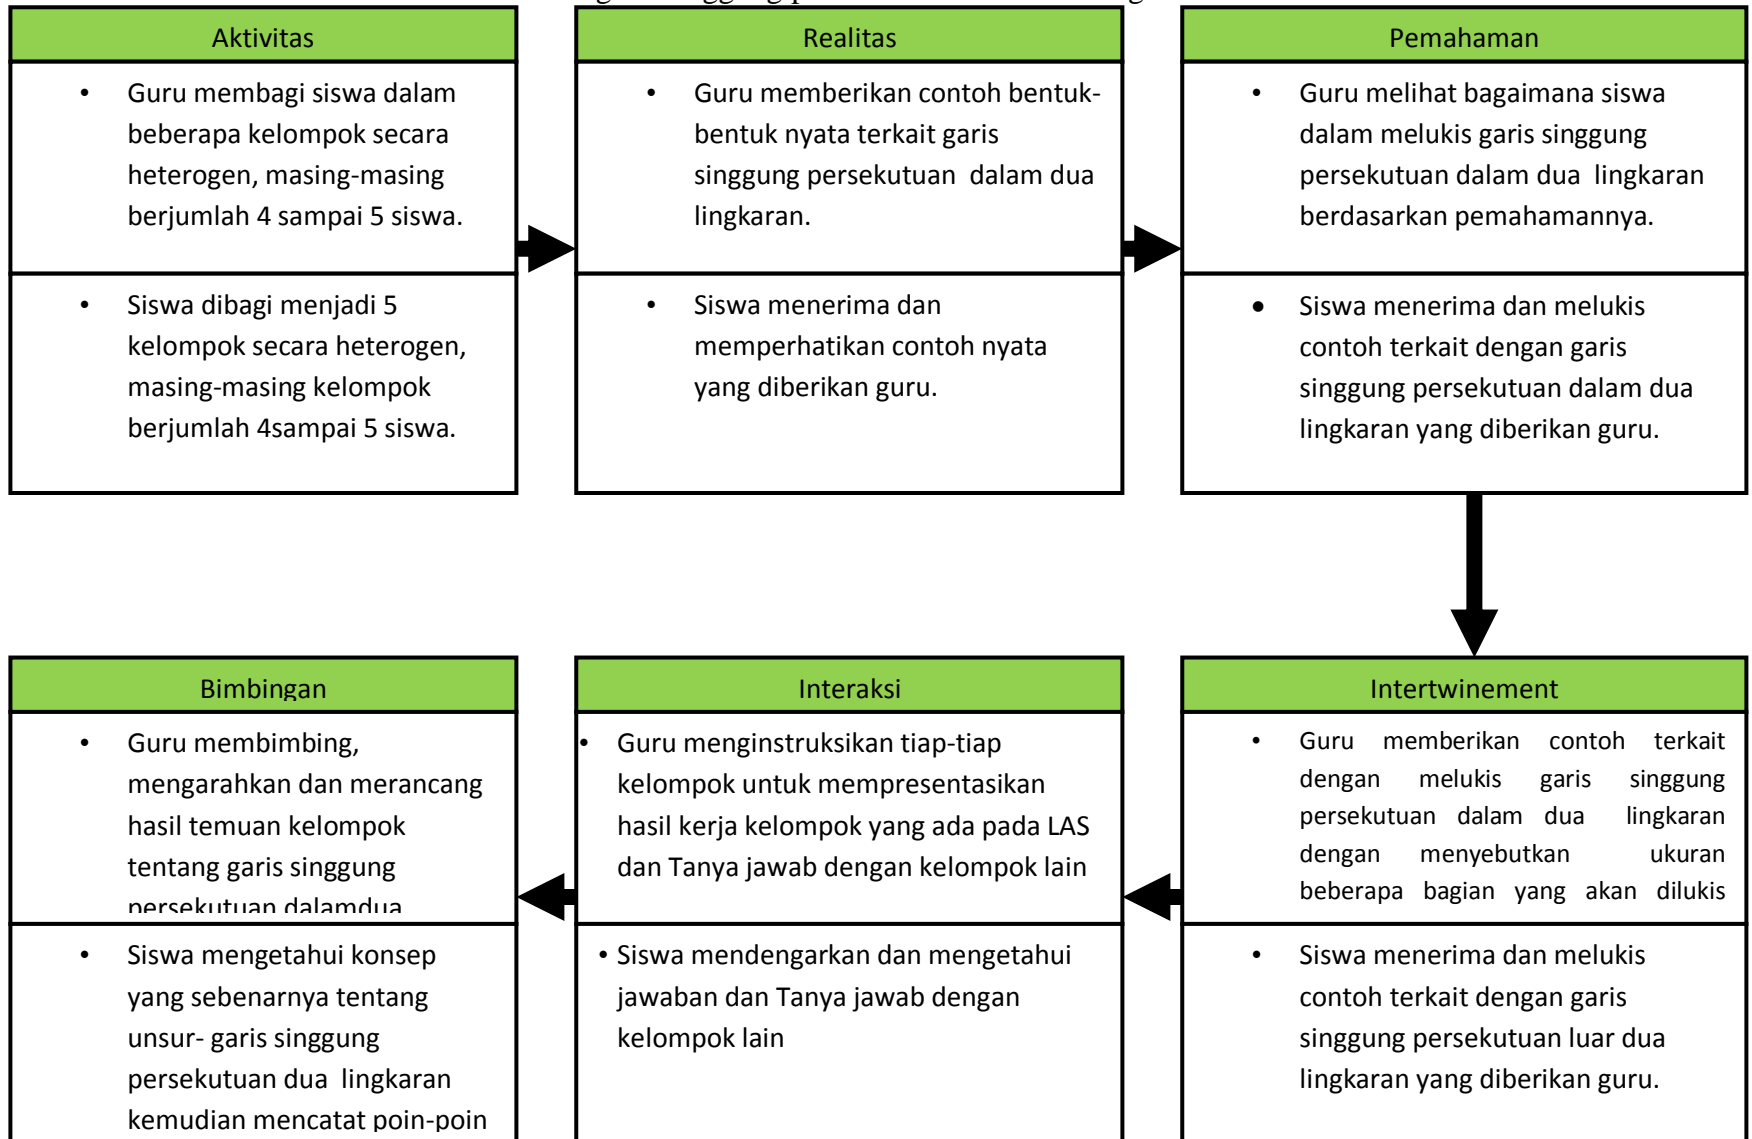 Aktivitas
• Guru membagi siswa dalam
beberapa kelompok secara
heterogen, masing-masing
berjumlah 4 sampai 5 siswa.
• Siswa dibagi menjadi 5
kelompok secara heterogen,
masing-masing kelompok
berjumlah 4sampai 5 siswa.
Realitas
• Guru memberikan contoh bentuk-
bentuk nyata terkait garis
singgung persekutuan dalam dua
lingkaran.
• Siswa menerima dan
memperhatikan contoh nyata
yang diberikan guru.
Pemahaman
• Guru melihat bagaimana siswa
dalam melukis garis singgung
persekutuan dalam dua lingkaran
berdasarkan pemahamannya.
• Siswa menerima dan melukis
contoh terkait dengan garis
singgung persekutuan dalam dua
lingkaran yang diberikan guru.
Intertwinement
• Guru memberikan contoh terkait
dengan melukis garis singgung
persekutuan dalam dua lingkaran
dengan menyebutkan ukuran
beberapa bagian yang akan dilukis
• Siswa menerima dan melukis
contoh terkait dengan garis
singgung persekutuan luar dua
lingkaran yang diberikan guru.
Interaksi
• Guru menginstruksikan tiap-tiap
kelompok untuk mempresentasikan
hasil kerja kelompok yang ada pada LAS
dan Tanya jawab dengan kelompok lain
• Siswa mendengarkan dan mengetahui
jawaban dan Tanya jawab dengan
kelompok lain
Bimbingan
• Guru membimbing,
mengarahkan dan merancang
hasil temuan kelompok
tentang garis singgung
persekutuan dalamdua
• Siswa mengetahui konsep
yang sebenarnya tentang
unsur- garis singgung
persekutuan dua lingkaran
kemudian mencatat poin-poin